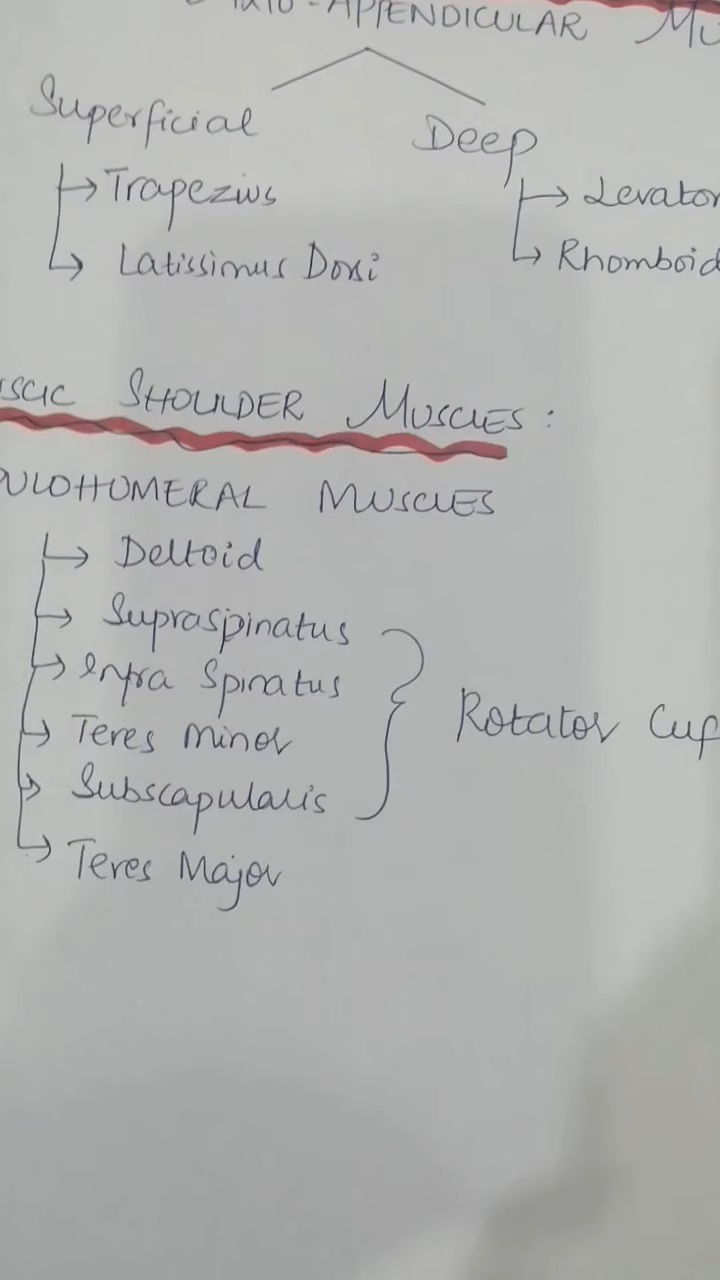 APPENDICULAR
Superficial
Deep
Trapezius
Levator
Latissimus Dorsi
Rhomboid
SHOULDER MUSCLES :
MUSCLES
Deltoid
Supraspinatus
Infra Spinatus
Rotator Cuf
Teres Minor
Subscapularis
Teres Major